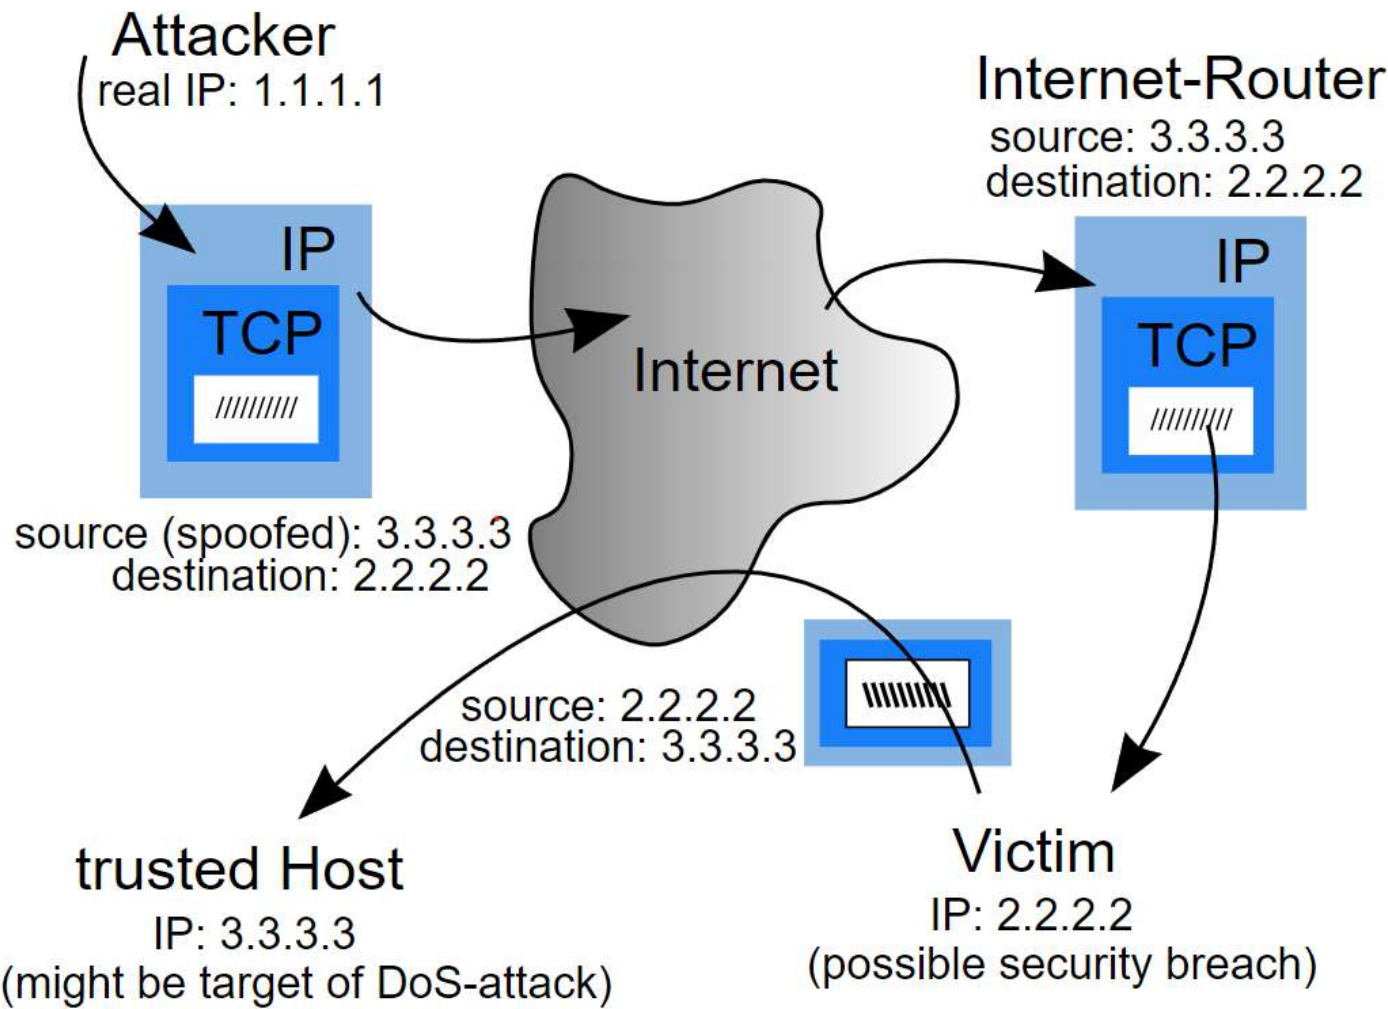 Attacker
real IP: 1.1.1.1
Internet-Router
source: 3.3.3.3
destination: 2.2.2.2
IP
TCP
//////////
Internet
IP
TCP
//////////
source (spoofed): 3.3.3.3
destination: 2.2.2.2
source: 2.2.2.2
destination: 3.3.3.3
\\\\\\\\\\
trusted Host
IP: 3.3.3.3
(might be target of DoS-attack)
Victim
IP: 2.2.2.2
(possible security breach)